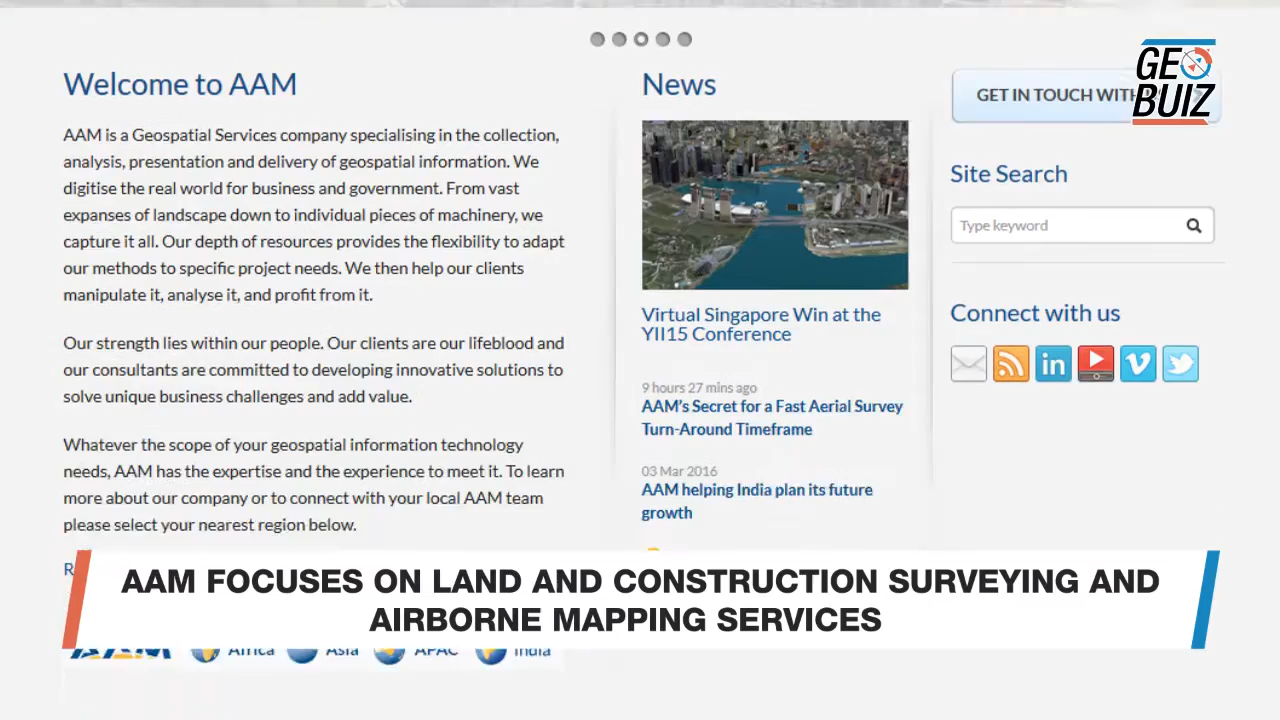 Welcome to AAM
AAM is a Geospatial Services company specialising in the collection,
analysis, presentation and delivery of geospatial information. We
digitise the real world for business and government. From vast
expanses of landscape down to individual pieces of machinery, we
capture it all. Our depth of resources provides the flexibility to adapt
our methods to specific project needs. We then help our clients
manipulate it, analyse it, and profit from it.
Our strength lies within our people. Our clients are our lifeblood and
our consultants are committed to developing innovative solutions to
solve unique business challenges and add value.
Whatever the scope of your geospatial information technology
needs, AAM has the expertise and the experience to meet it. To learn
more about our company or to connect with your local AAM team
please select your nearest region below.
News
Virtual Singapore Win at the
YII15 Conference
9 hours 27 mins ago
AAM's Secret for a Fast Aerial Survey
Turn-Around Timeframe
03 Mar 2016
AAM helping India plan its future
growth
GET IN TOUCH WITH
GEO
BUIZ
Site Search
Type keyword
Connect with us
in
AAM FOCUSES ON LAND AND CONSTRUCTION SURVEYING AND
AIRBORNE MAPPING SERVICES
AAM Africa Asia APAC India